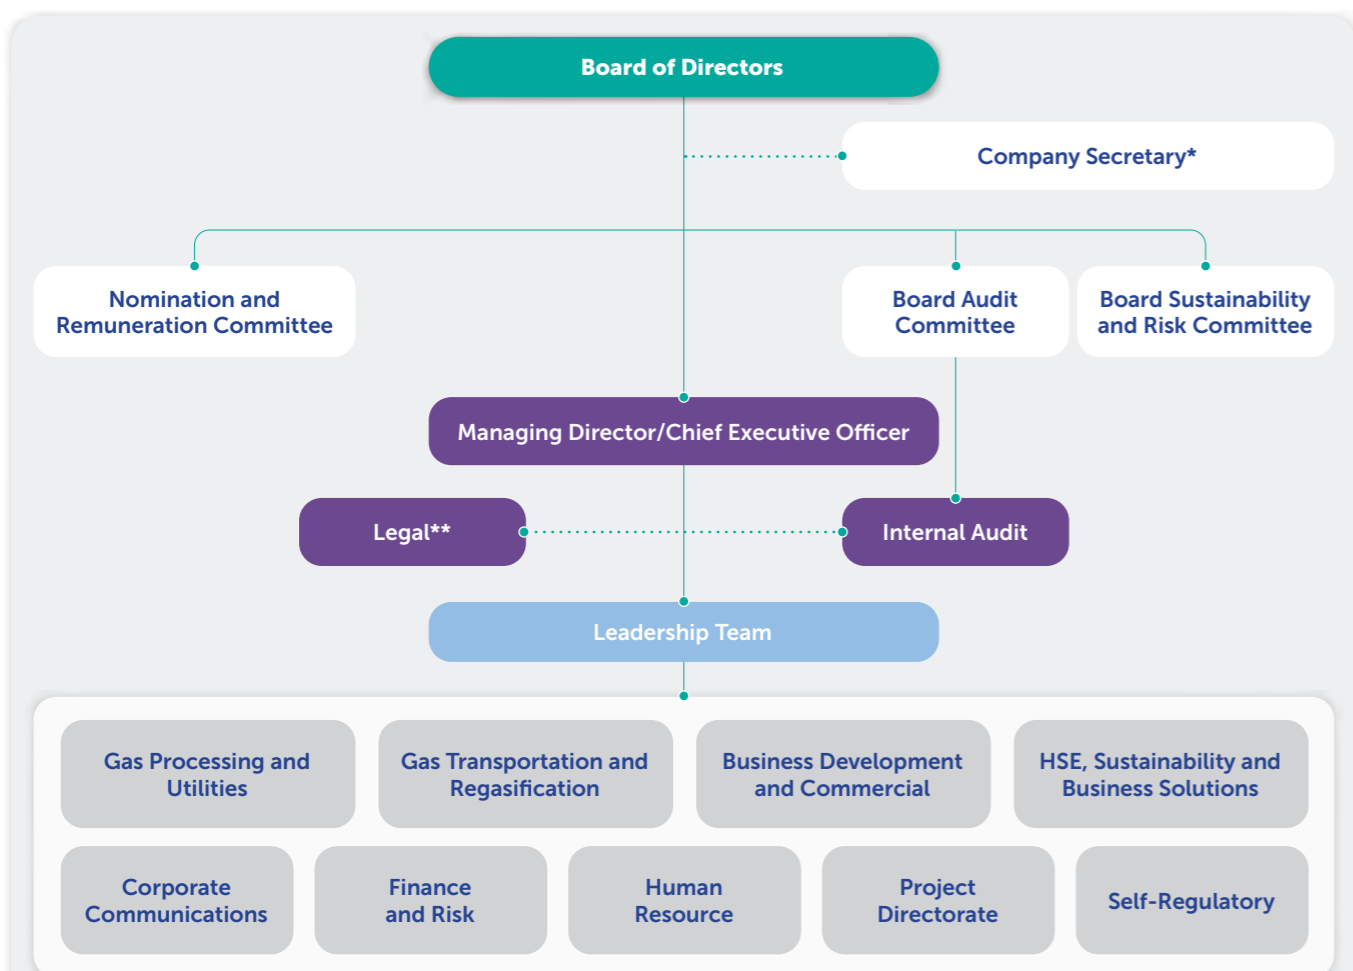 Board of Directors
Company Secretary*
Nomination and
Remuneration Committee
Board Audit
Committee
Board Sustainability
and Risk Committee
Managing Director/Chief Executive Officer
Legal**
Internal Audit
Leadership Team
Gas Processing and
Utilities
Gas Transportation and
Regasification
Business Development
and Commercial
HSE, Sustainability and
Business Solutions
Corporate
Communications
Finance
and Risk
Human
Resource
Project
Directorate
Self-Regulatory